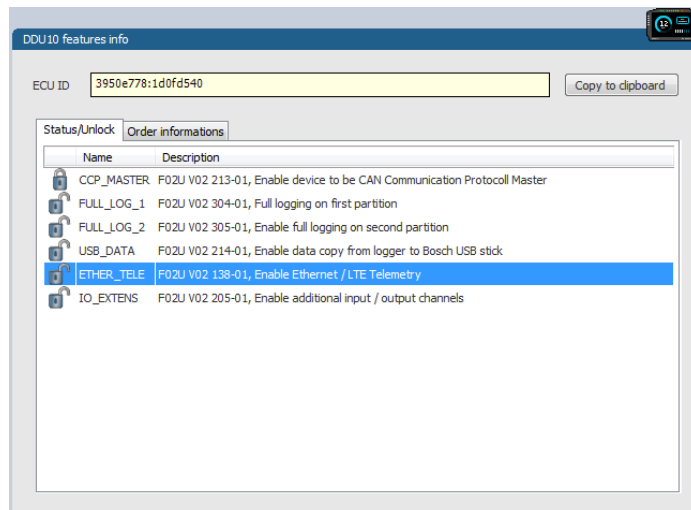 DDU10 features info
12
ECU ID 3950e778:1d0fd540 Copy to clipboard
Status/Unlock Order informations
Name Description
CCP_MASTER F02U V02 213-01, Enable device to be CAN Communication Protocoll Master
FULL_LOG_1 F02U V02 304-01, Full logging on first partition
FULL_LOG_2 F02U V02 305-01, Enable full logging on second partition
USB_DATA F02U V02 214-01, Enable data copy from logger to Bosch USB stick
ETHER_TELE F02U V02 138-01, Enable Ethernet / LTE Telemetry
IO_EXTENS F02U V02 205-01, Enable additional input / output channels